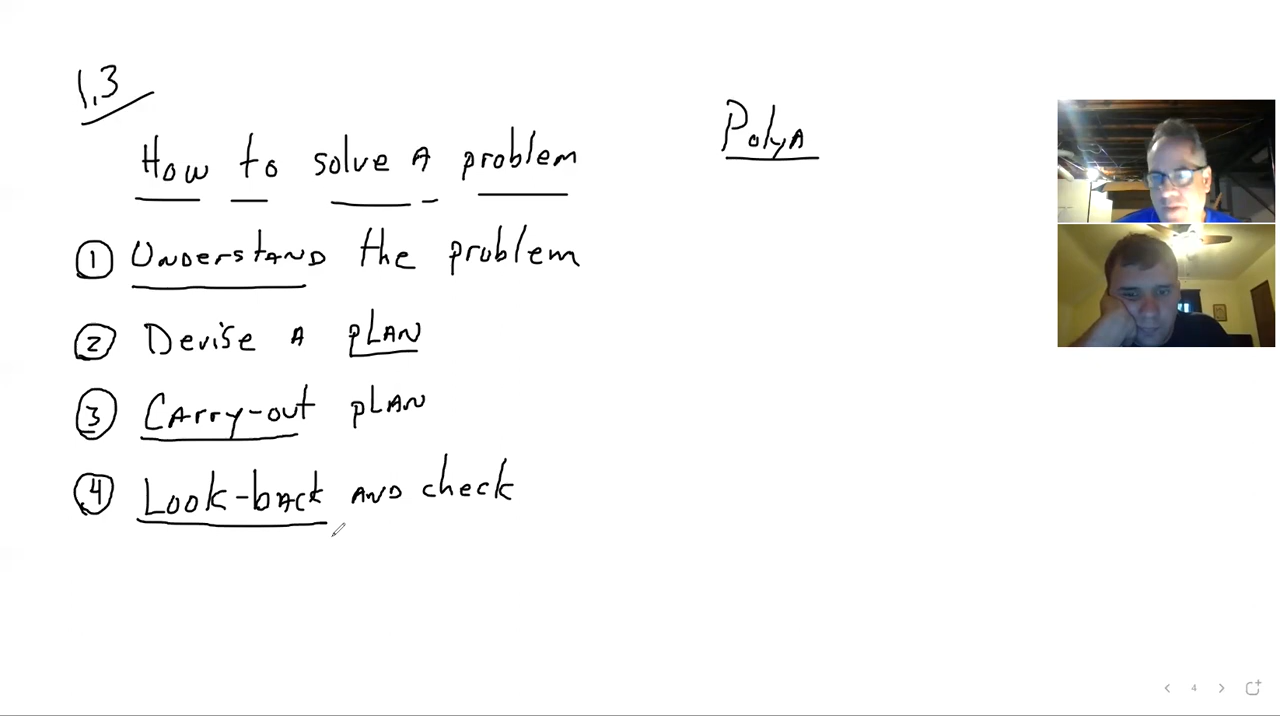 1.3
How to solve A problem
PolyA
1 Understand the problem
2 Devise A pLAN
3 Carry-out pLAN
4 Look-back AND check
4